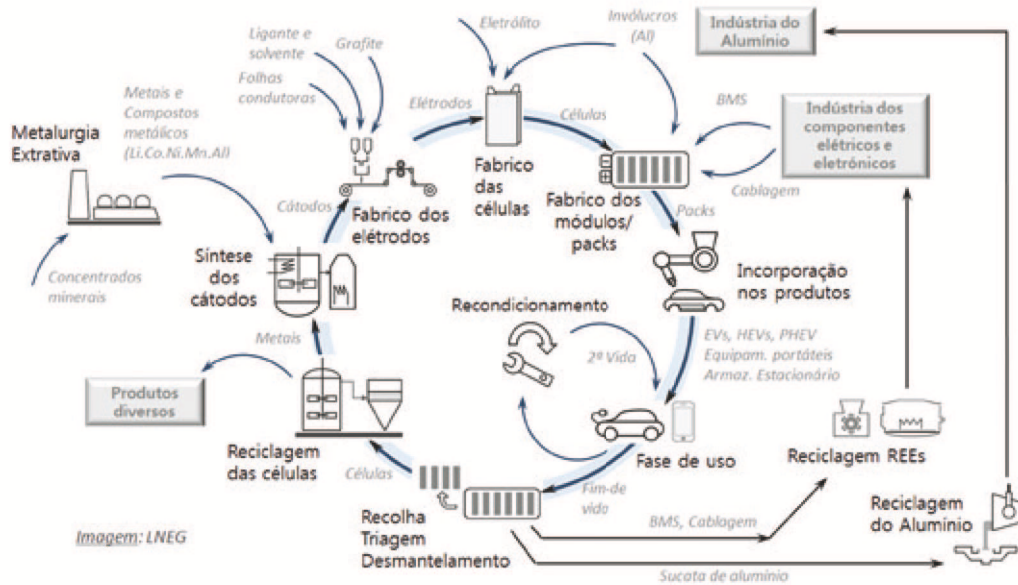 Ligante e
solvente
Grafite
Folhas
condutoras
Eletrólito
Invólucros
(Al)
Indústria do
Alumínio
Metais e
Compostos
metálicos
(Li.Co.Ni.Mn.Al)
Metalurgia
Extrativa
Elétrodos
Células
BMS
Indústria dos
componentes
elétricos e
eletrónicos
Cablagem
Fabrico
das
células
Fabrico dos
módulos/
packs
Packs
Cátodos
Fabrico dos
elétrodos
Concentrados
minerais
Síntese
dos
cátodos
Incorporação
nos produtos
Recondicionamento
2ª Vida
EVs, HEVs, PHEV
Equipam. portáteis
Armaz. Estacionário
Metais
Produtos
diversos
Reciclagem
das células
Células
Fase de uso
Fim-de
vida
Reciclagem REEs
Reciclagem
do Alumínio
Recolha
Triagem
Desmantelamento
BMS, Cablagem
Sucata de alumínio
Imagem: LNEG